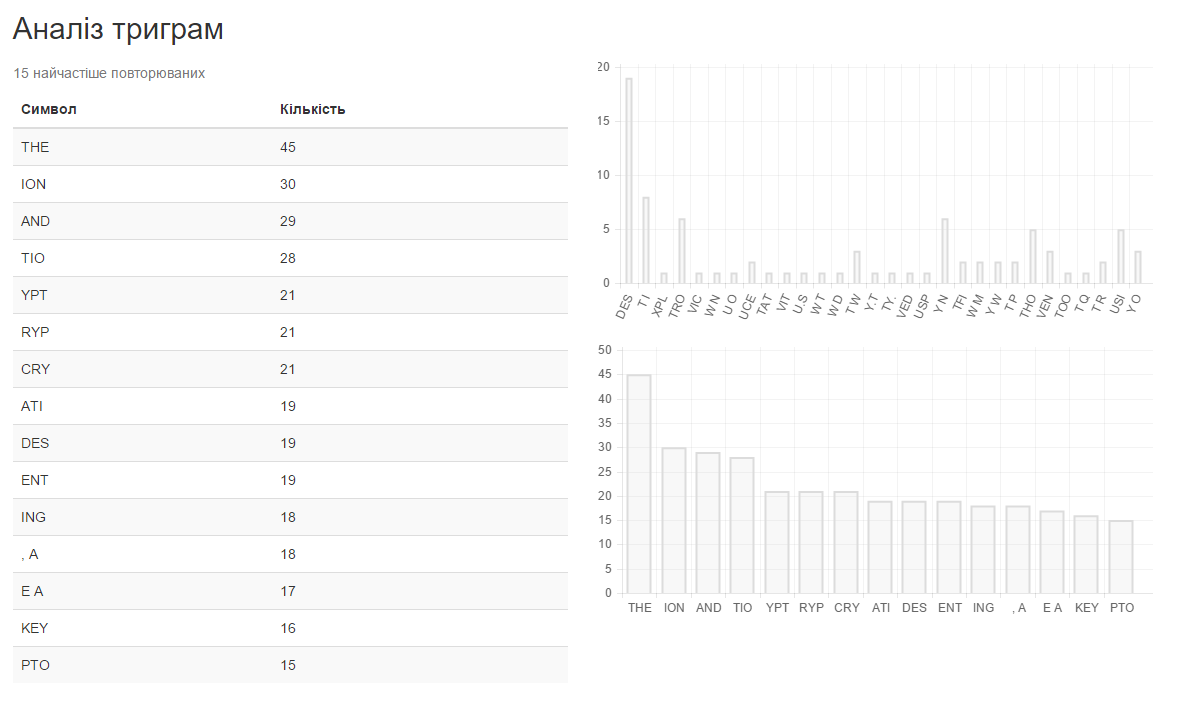 Аналіз триграм
15 найчастіше повторюваних
Символ Кількість
THE 45
ION 30
AND 29
TIO 28
YPT 21
RYP 21
CRY 21
ATI 19
DES 19
ENT 19
ING 18
, A 18
E A 17
KEY 16
PTO 15
20
15
10
5
0
DES T I XPL TRO VIC W N U O UCE TAT VIT U.S W T W D T W Y.T TY. VED USP Y N TFI W M Y W T P THO VEN TOO T Q T R USI Y O
50
45
40
35
30
25
20
15
10
5
0
THE ION AND TIO YPT RYP CRY ATI DES ENT ING , A E A KEY PTO